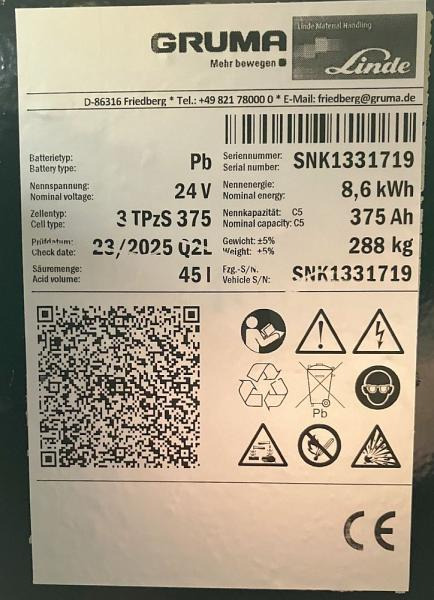 GRUMA
Mehr bewegen
Linde Material Handling
Linde
D-86316 Friedberg * Tel.: +49 821 78000 0 * E-Mail: friedberg@gruma.de
Batterietyp:
Battery type:
Pb
Seriennummer:
Serial number:
SNK1331719
Nennspannung:
Nominal voltage:
24 V
Nennenergie:
Nominal energy:
8,6 kWh
Zellentyp:
Cell type:
3 TPzS 375
Nennkapazität: C5
Nominal capacity: C5
375 Ah
Prüfdatum:
Check date:
23/2025 Q2L
Gewicht: ±5%
Weight: ±5%
288 kg
Säuremenge:
Acid volume:
45 l
Fzg.-S/N.
Vehicle S/N:
SNK1331719
Pb
CE